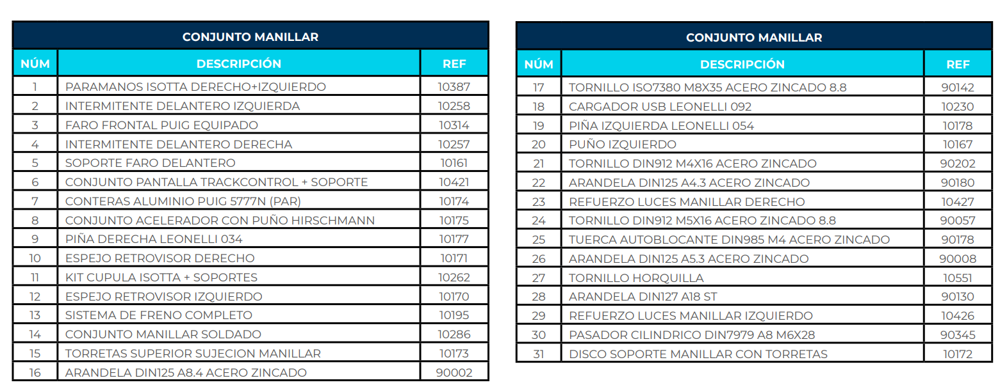 CONJUNTO MANILLAR
NÚM DESCRIPCIÓN REF
1 PARAMANOS ISOTTA DERECHO+IZQUIERDO 10387
2 INTERMITENTE DELANTERO IZQUIERDA 10258
3 FARO FRONTAL PUIG EQUIPADO 10314
4 INTERMITENTE DELANTERO DERECHA 10257
5 SOPORTE FARO DELANTERO 10161
6 CONJUNTO PANTALLA TRACKCONTROL + SOPORTE 10421
7 CONTERAS ALUMINIO PUIG 5777N (PAR) 10174
8 CONJUNTO ACELERADOR CON PUÑO HIRSCHMANN 10175
9 PIÑA DERECHA LEONELLI 034 10177
10 ESPEJO RETROVISOR DERECHO 10171
11 KIT CUPULA ISOTTA + SOPORTES 10262
12 ESPEJO RETROVISOR IZQUIERDO 10170
13 SISTEMA DE FRENO COMPLETO 10195
14 CONJUNTO MANILLAR SOLDADO 10286
15 TORRETAS SUPERIOR SUJECION MANILLAR 10173
16 ARANDELA DIN125 A8.4 ACERO ZINCADO 90002
CONJUNTO MANILLAR
NÚM DESCRIPCIÓN REF
17 TORNILLO ISO7380 M8X35 ACERO ZINCADO 8.8 90142
18 CARGADOR USB LEONELLI 092 10230
19 PIÑA IZQUIERDA LEONELLI 054 10178
20 PUÑO IZQUIERDO 10167
21 TORNILLO DIN912 M4X16 ACERO ZINCADO 90202
22 ARANDELA DIN125 A4.3 ACERO ZINCADO 90180
23 REFUERZO LUCES MANILLAR DERECHO 10427
24 TORNILLO DIN912 M5X16 ACERO ZINCADO 8.8 90057
25 TUERCA AUTOBLOCANTE DIN985 M4 ACERO ZINCADO 90178
26 ARANDELA DIN125 A5.3 ACERO ZINCADO 90008
27 TORNILLO HORQUILLA 10551
28 ARANDELA DIN127 A18 ST 90130
29 REFUERZO LUCES MANILLAR IZQUIERDO 10426
30 PASADOR CILINDRICO DIN7979 A8 M6X28 90345
31 DISCO SOPORTE MANILLAR CON TORRETAS 10172